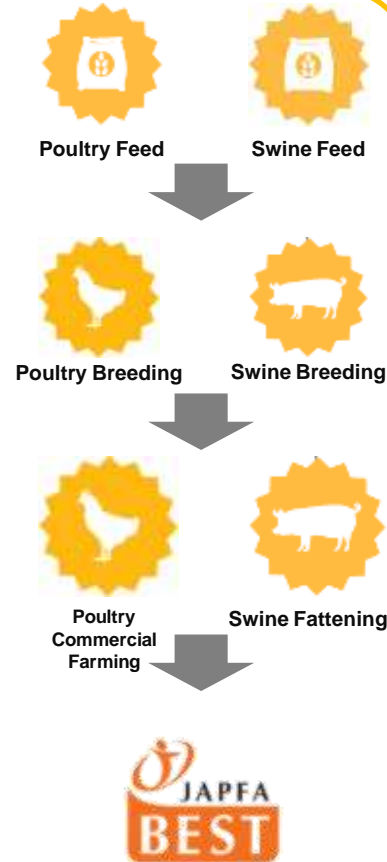 Poultry Feed
Swine Feed
Poultry Breeding
Swine Breeding
Poultry
Commercial
Farming
Swine Fattening
JAPFA
BEST